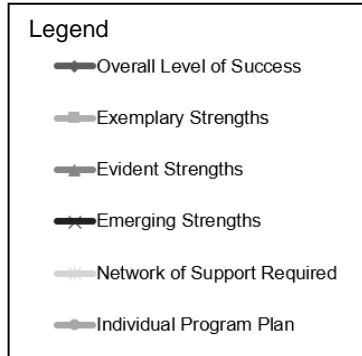 Legend
Overall Level of Success
Exemplary Strengths
Evident Strengths
Emerging Strengths
Network of Support Required
Individual Program Plan